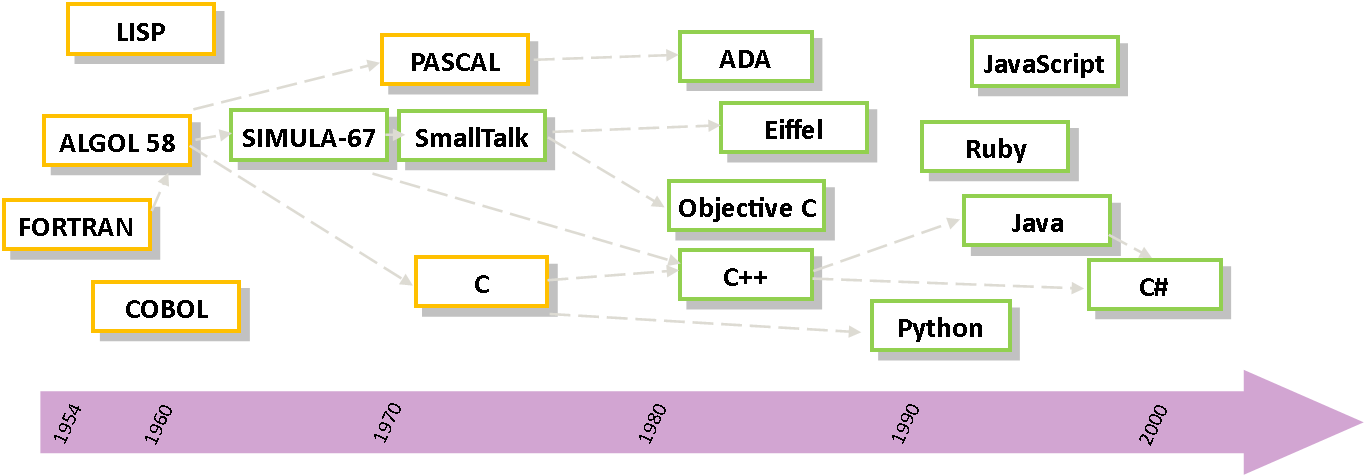 LISP
PASCAL
ADA
JavaScript
ALGOL 58
SIMULA-67
SmallTalk
Eiffel
Ruby
FORTRAN
Objective C
Java
COBOL
C
C++
C#
Python
1954
1960
1970
1980
1990
2000